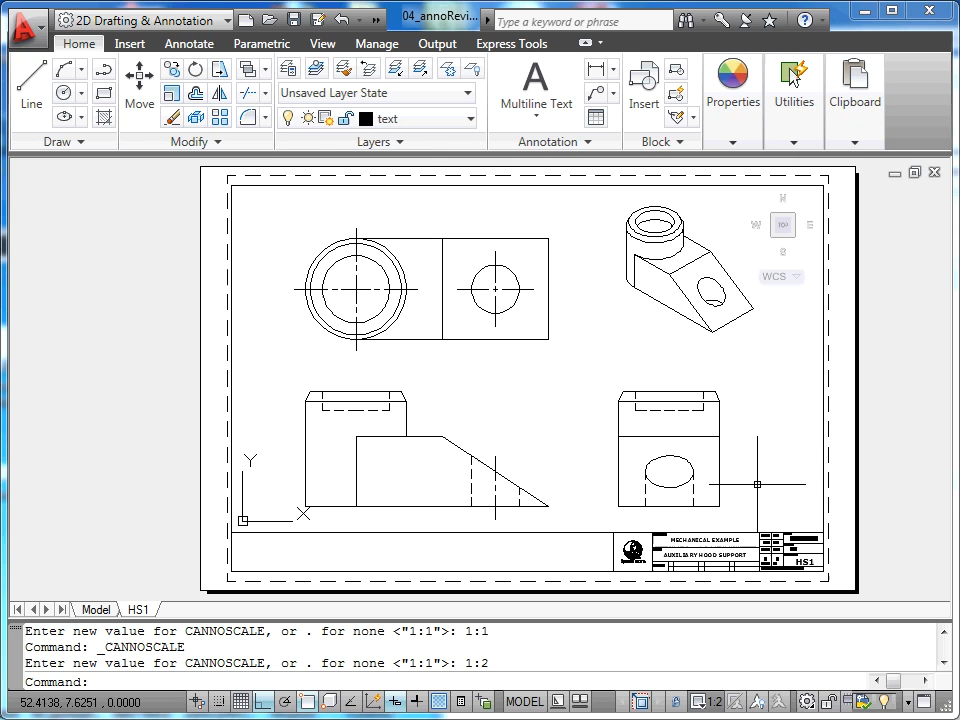 2D Drafting & Annotation
04_annoRevi...
Type a keyword or phrase
Home Insert Annotate Parametric View Manage Output Express Tools
Line
Move
Unsaved Layer State
text
Multiline Text
Insert
Properties
Utilities
Clipboard
Draw
Modify
Layers
Annotation
Block
N
W TOP E
WCS
Y
X
MECHANICAL EXAMPLE
AUXILIARY HOOD SUPPORT
HS1
Model HS1
Enter new value for CANNOSCALE, or . for none <"1:1">: 1:1
Command: _CANNOSCALE
Enter new value for CANNOSCALE, or . for none <"1:1">: 1:2
Command:
52.4138, 7.6251, 0.0000
MODEL
1:2